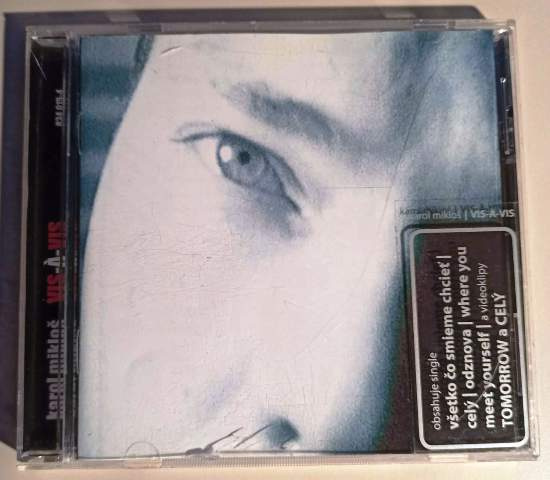 karol mikloš VIS-À-VIS
karol mikloš | VIS-À-VIS
obsahuje single
všetko čo smieme chcieť |
celý | odznova | where you
meet yourself | a videoklipy
TOMORROW a CELÝ